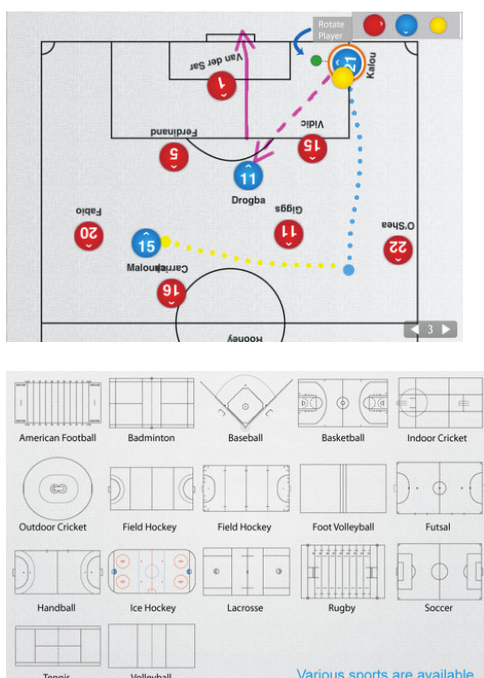 Rotate
Player
21
Kalou
Van der Sar
1
Ferdinand
5
Vidic
15
11
Drogba
Fabio
20
Giggs
11
O'Shea
22
15
Malouda
Carrick
16
Rooney
3
American Football
Badminton
Baseball
Basketball
Indoor Cricket
Outdoor Cricket
Field Hockey
Field Hockey
Foot Volleyball
Futsal
Handball
Ice Hockey
Lacrosse
Rugby
Soccer
Tennis
Volleyball
Various sports are available